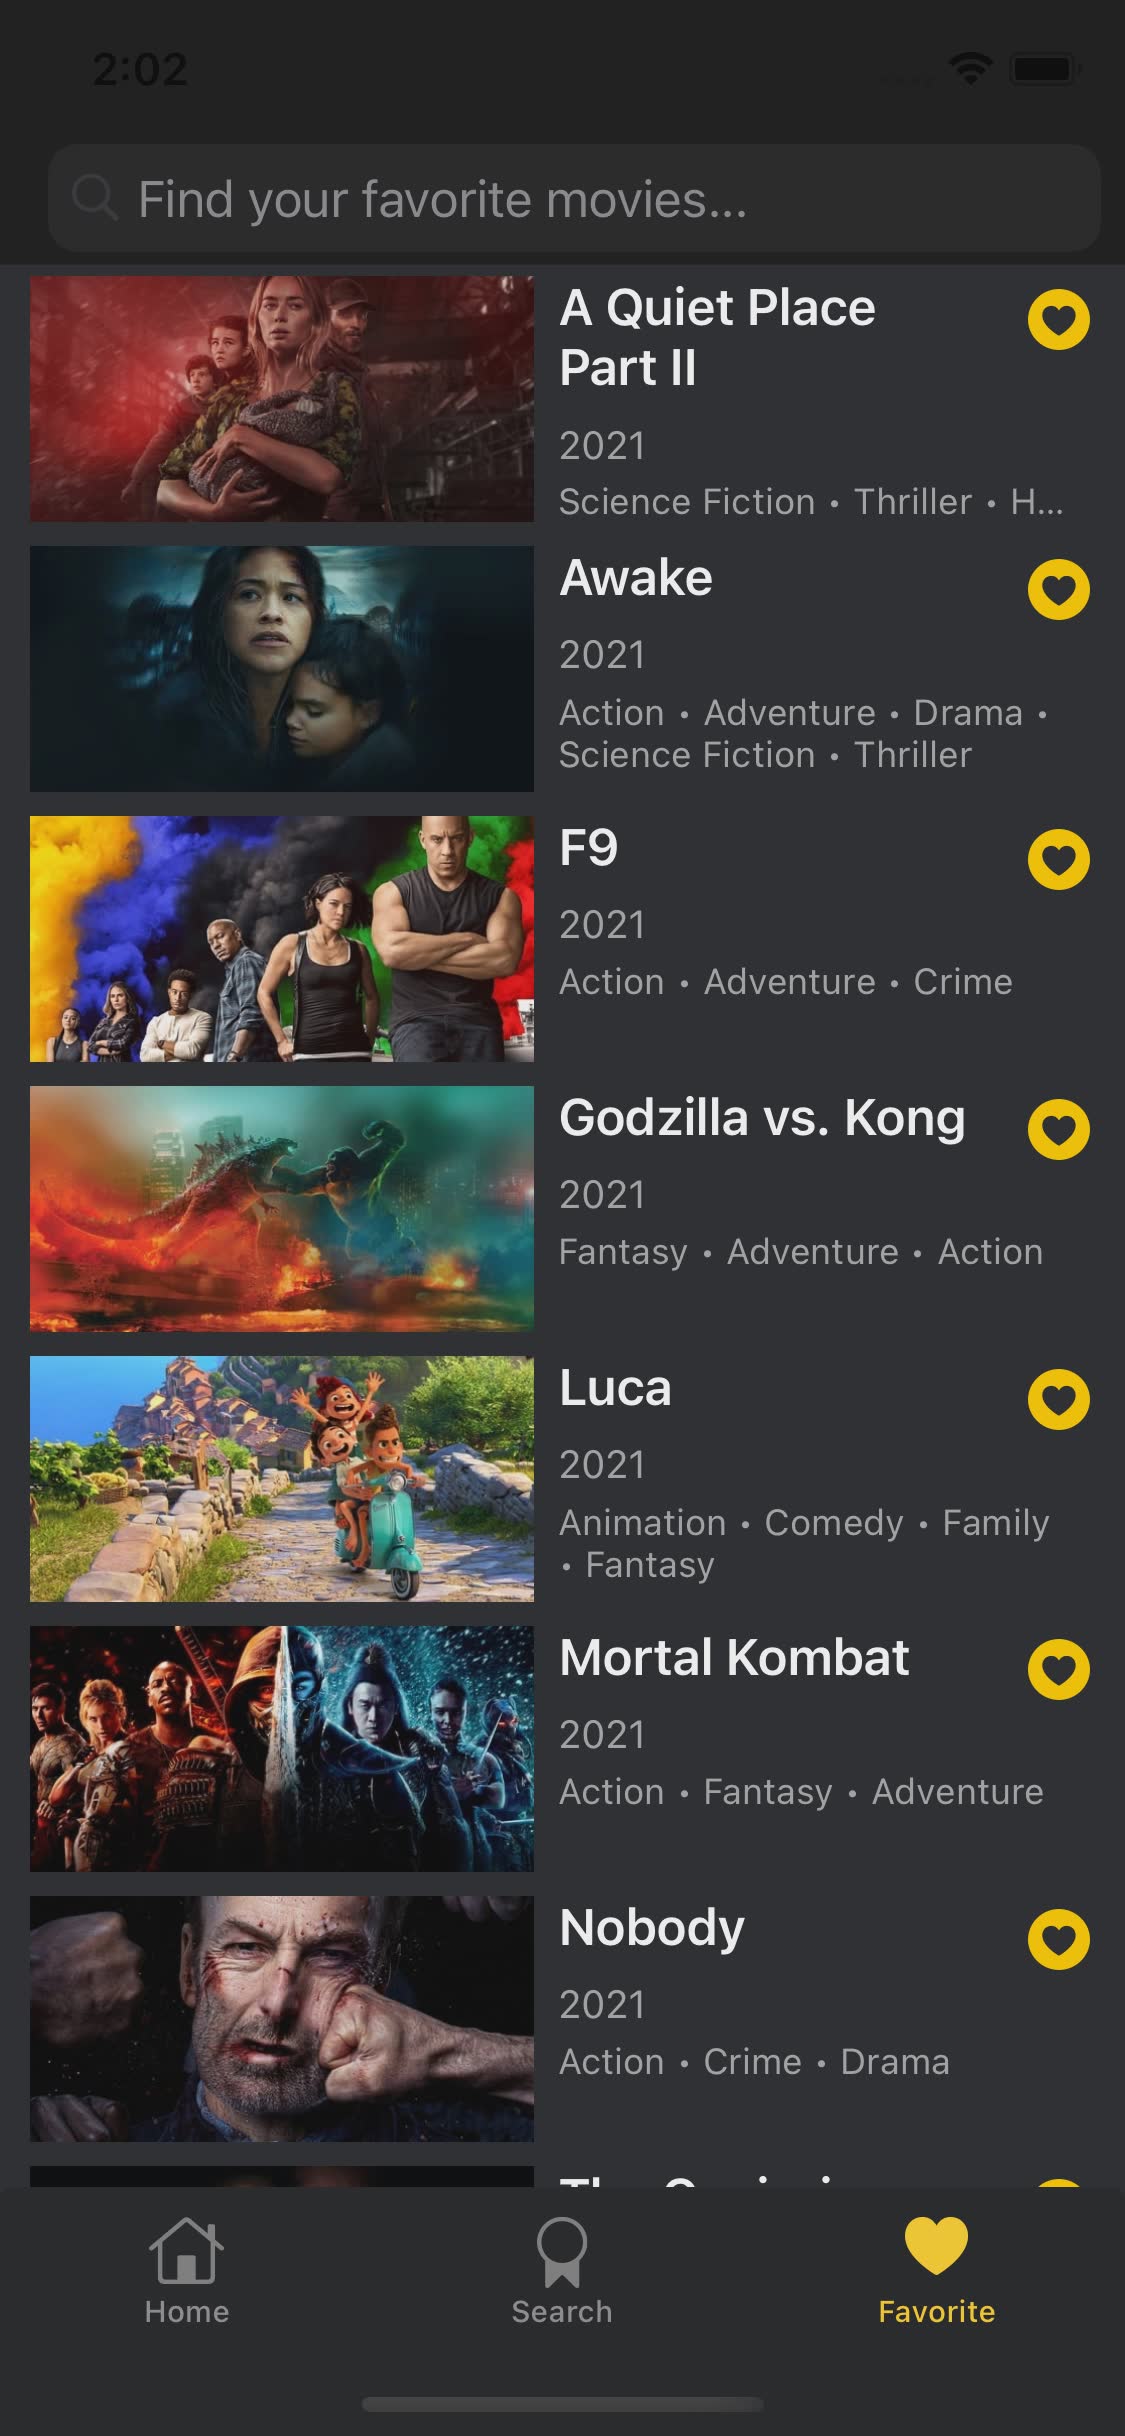 2:02
Find your favorite movies...
A Quiet Place
Part II
2021
Science Fiction • Thriller • H...
Awake
2021
Action • Adventure • Drama •
Science Fiction • Thriller
F9
2021
Action • Adventure • Crime
Godzilla vs. Kong
2021
Fantasy • Adventure • Action
Luca
2021
Animation • Comedy • Family
• Fantasy
Mortal Kombat
2021
Action • Fantasy • Adventure
Nobody
2021
Action • Crime • Drama
Home
Search
Favorite